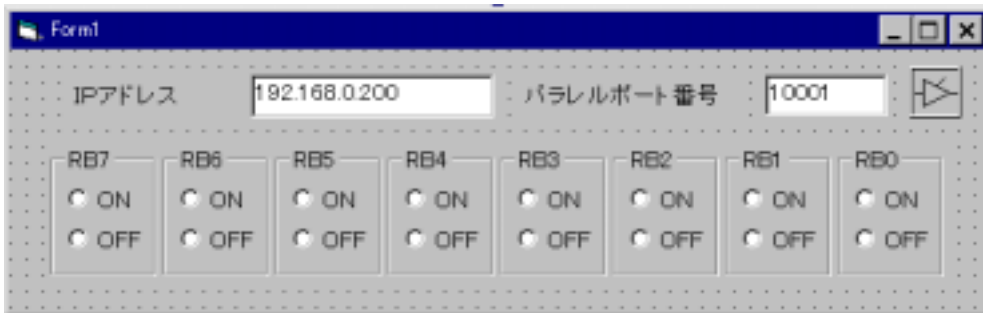 Form1
IPアドレス 192.168.0.200 パラレルポート番号 10001
RB7 RB6 RB5 RB4 RB3 RB2 RB1 RB0
ON ON ON ON ON ON ON ON
OFF OFF OFF OFF OFF OFF OFF OFF